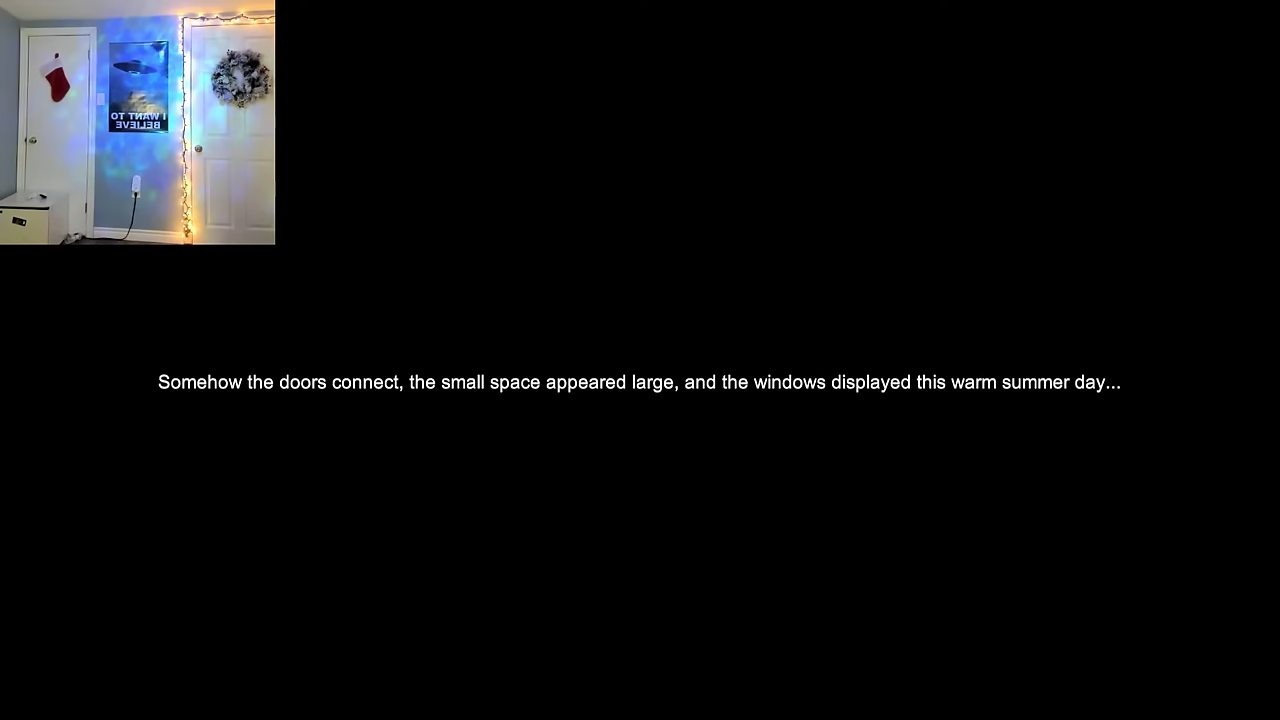 I WANT TO
BELIEVE
Somehow the doors connect, the small space appeared large, and the windows displayed this warm summer day...